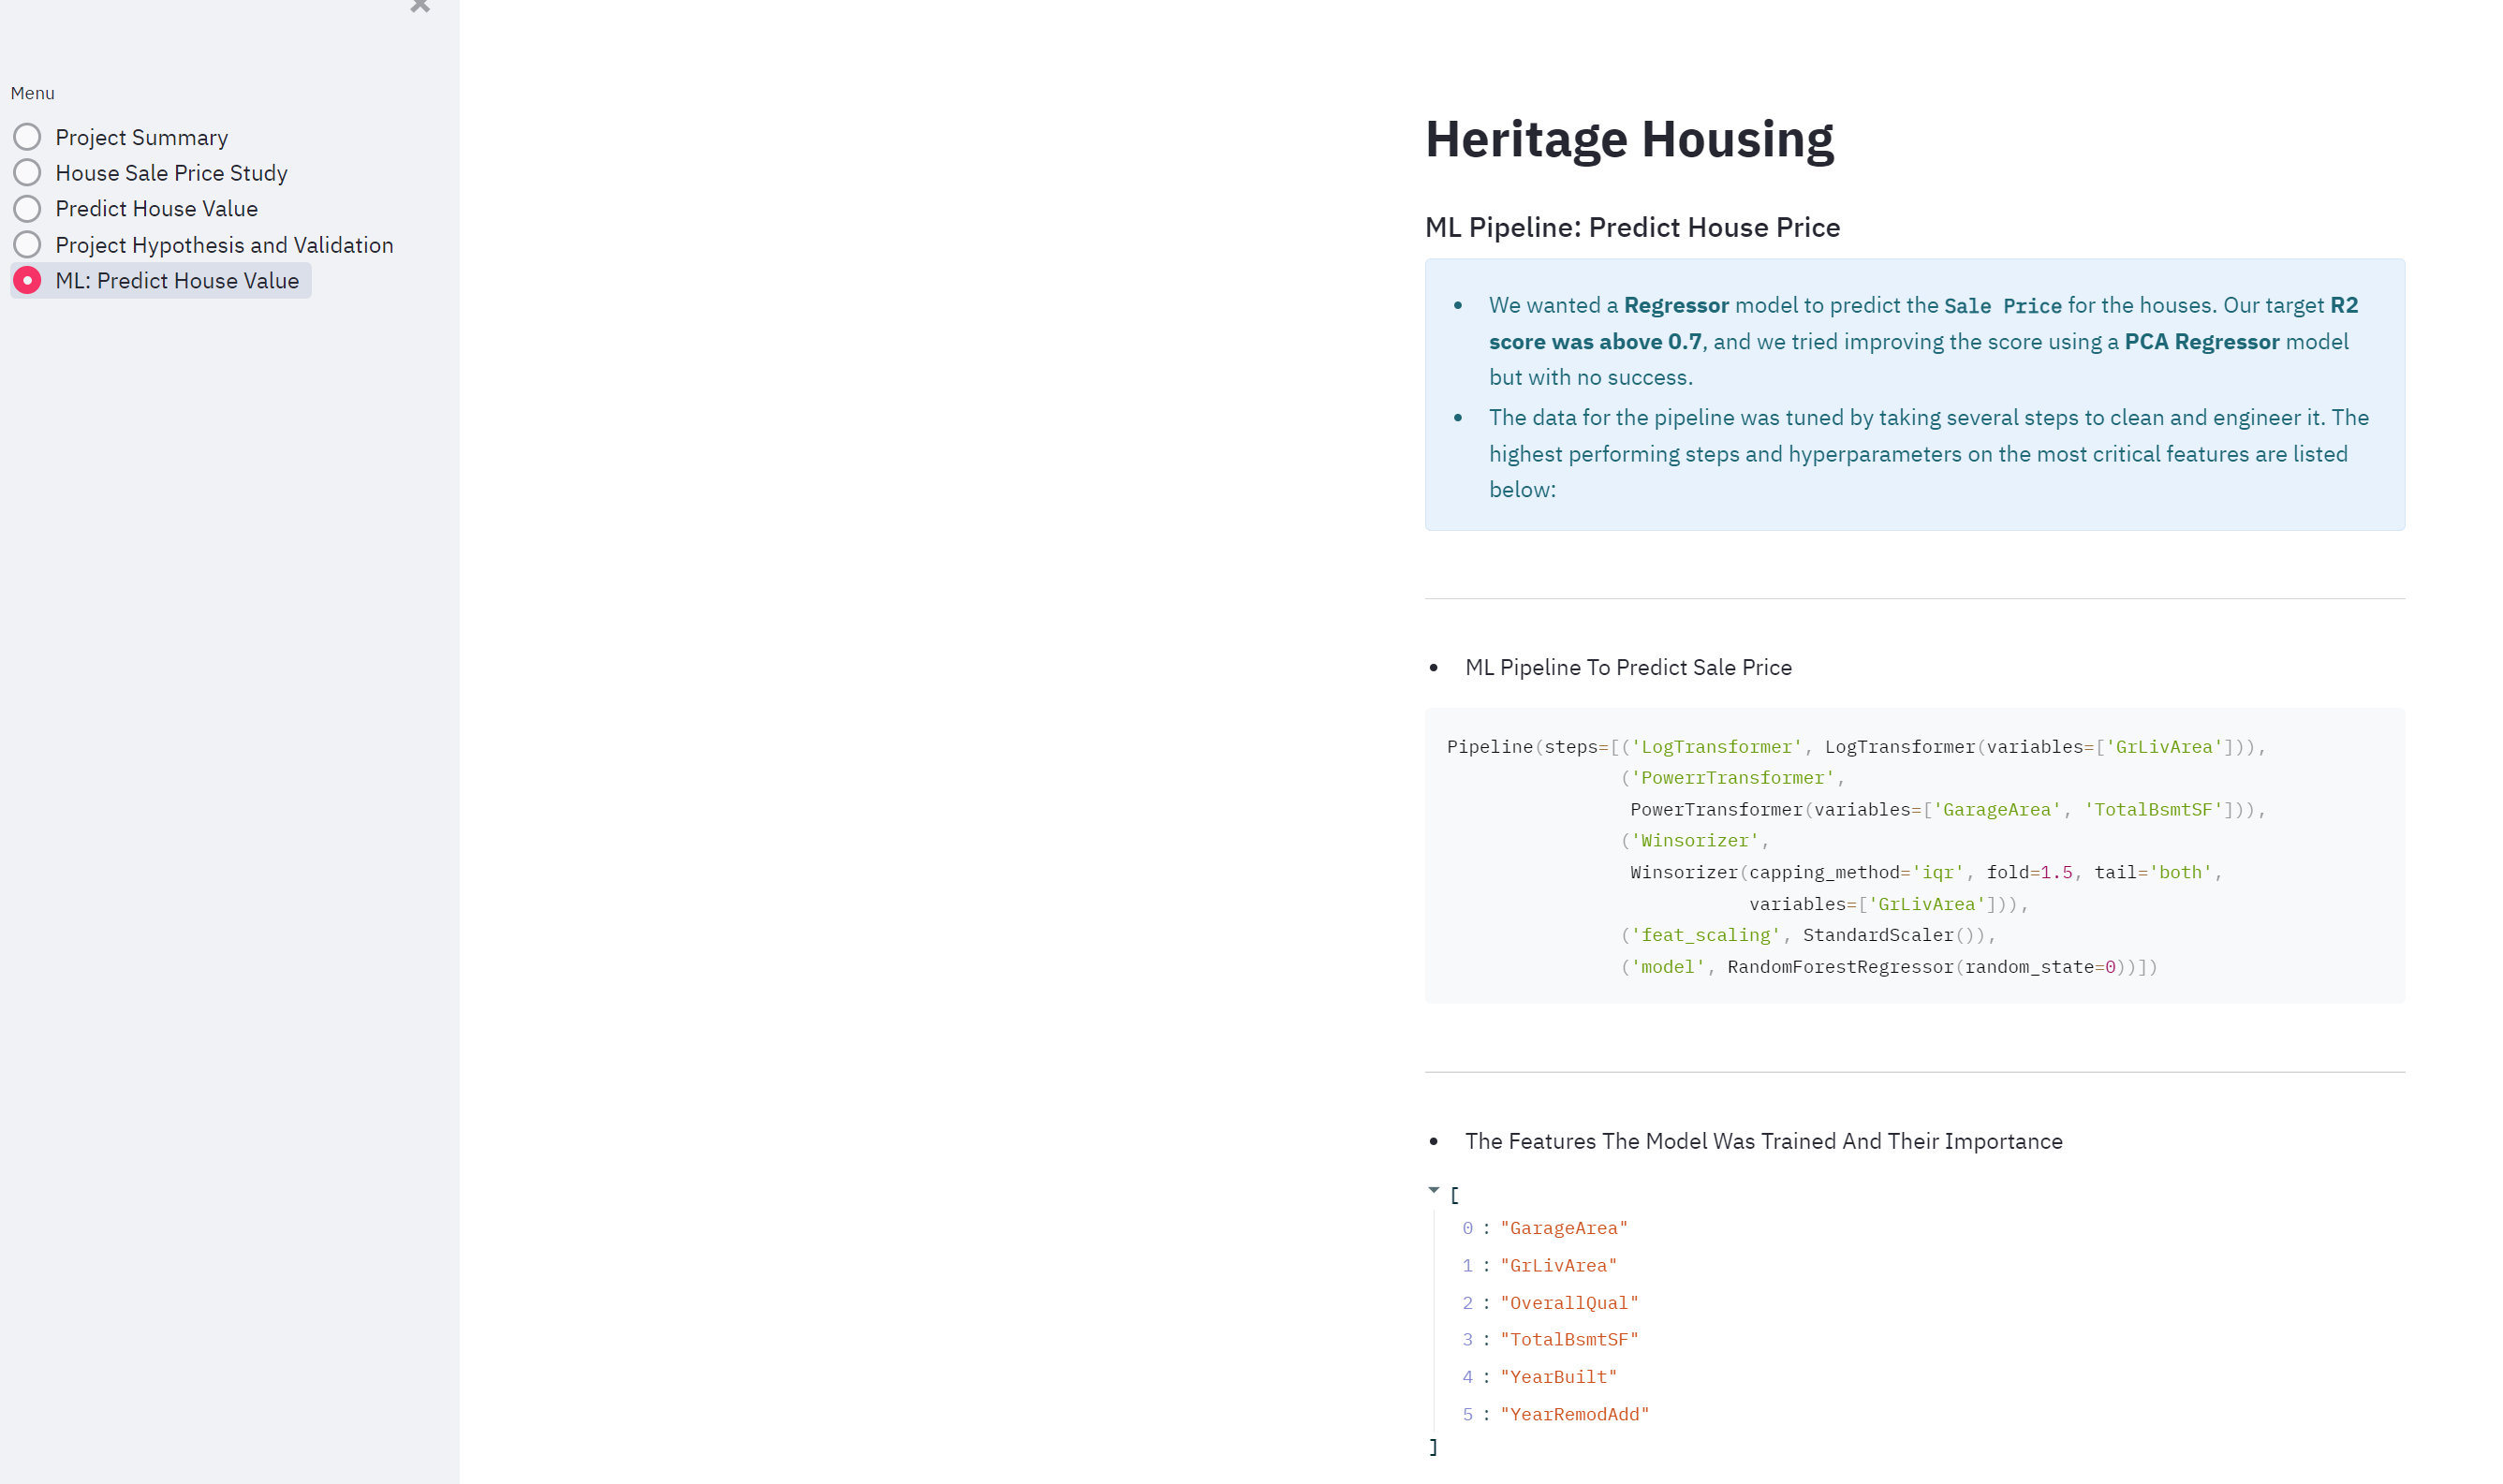 Menu
Project Summary
House Sale Price Study
Predict House Value
Project Hypothesis and Validation
ML: Predict House Value
Heritage Housing
ML Pipeline: Predict House Price
• We wanted a Regressor model to predict the Sale Price for the houses. Our target R2
score was above 0.7, and we tried improving the score using a PCA Regressor model
but with no success.
• The data for the pipeline was tuned by taking several steps to clean and engineer it. The
highest performing steps and hyperparameters on the most critical features are listed
below:
• ML Pipeline To Predict Sale Price
Pipeline(steps=[('LogTransformer', LogTransformer(variables=['GrLivArea'])),
('PowerrTransformer',
PowerTransformer(variables=['GarageArea', 'TotalBsmtSF'])),
('Winsorizer',
Winsorizer(capping_method='iqr', fold=1.5, tail='both',
variables=['GrLivArea'])),
('feat_scaling', StandardScaler()),
('model', RandomForestRegressor(random_state=0))])
• The Features The Model Was Trained And Their Importance
[
0 : "GarageArea"
1 : "GrLivArea"
2 : "OverallQual"
3 : "TotalBsmtSF"
4 : "YearBuilt"
5 : "YearRemodAdd"
]